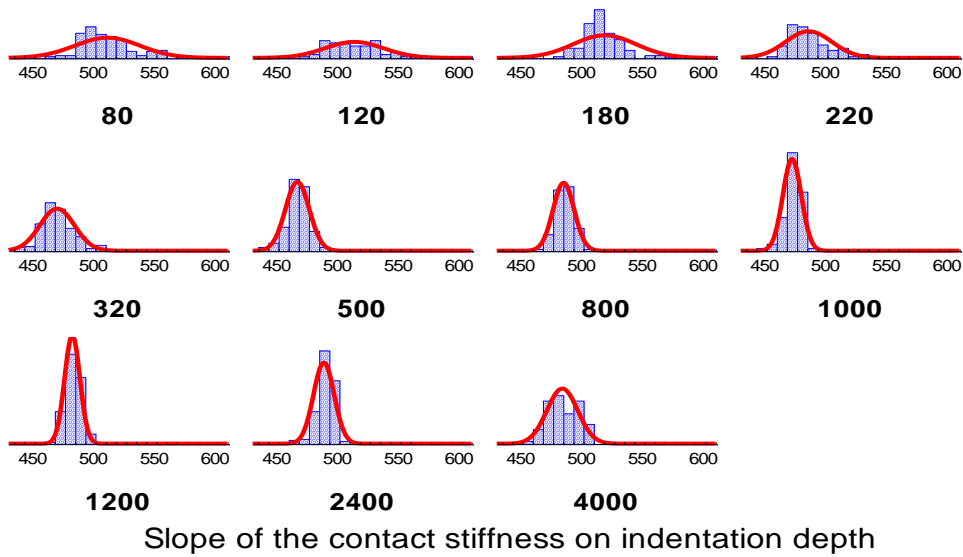 450 500 550 600 450 500 550 600 450 500 550 600 450 500 550 600
80 120 180 220
450 500 550 600 450 500 550 600 450 500 550 600 450 500 550 600
320 500 800 1000
450 500 550 600 450 500 550 600 450 500 550 600
1200 2400 4000
Slope of the contact stiffness on indentation depth